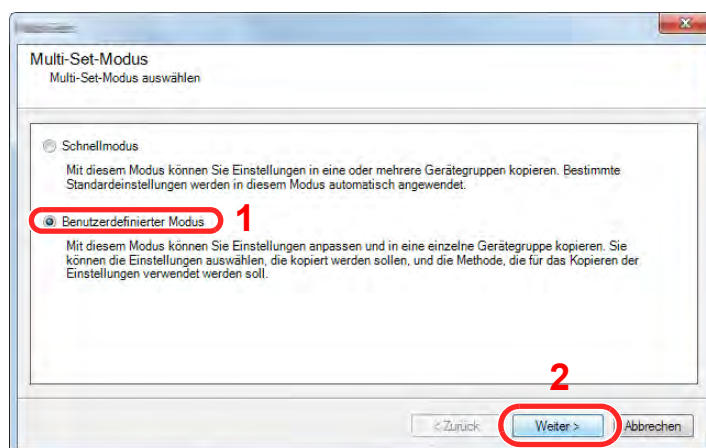 Multi-Set-Modus
Multi-Set-Modus auswählen
Schnellmodus
Mit diesem Modus können Sie Einstellungen in eine oder mehrere Gerätegruppen kopieren. Bestimmte
Standardeinstellungen werden in diesem Modus automatisch angewendet.
Benutzerdefinierter Modus 1
Mit diesem Modus können Sie Einstellungen anpassen und in eine einzelne Gerätegruppe kopieren. Sie
können die Einstellungen auswählen, die kopiert werden sollen, und die Methode, die für das Kopieren der
Einstellungen verwendet werden soll.
2
< Zurück Weiter > Abbrechen